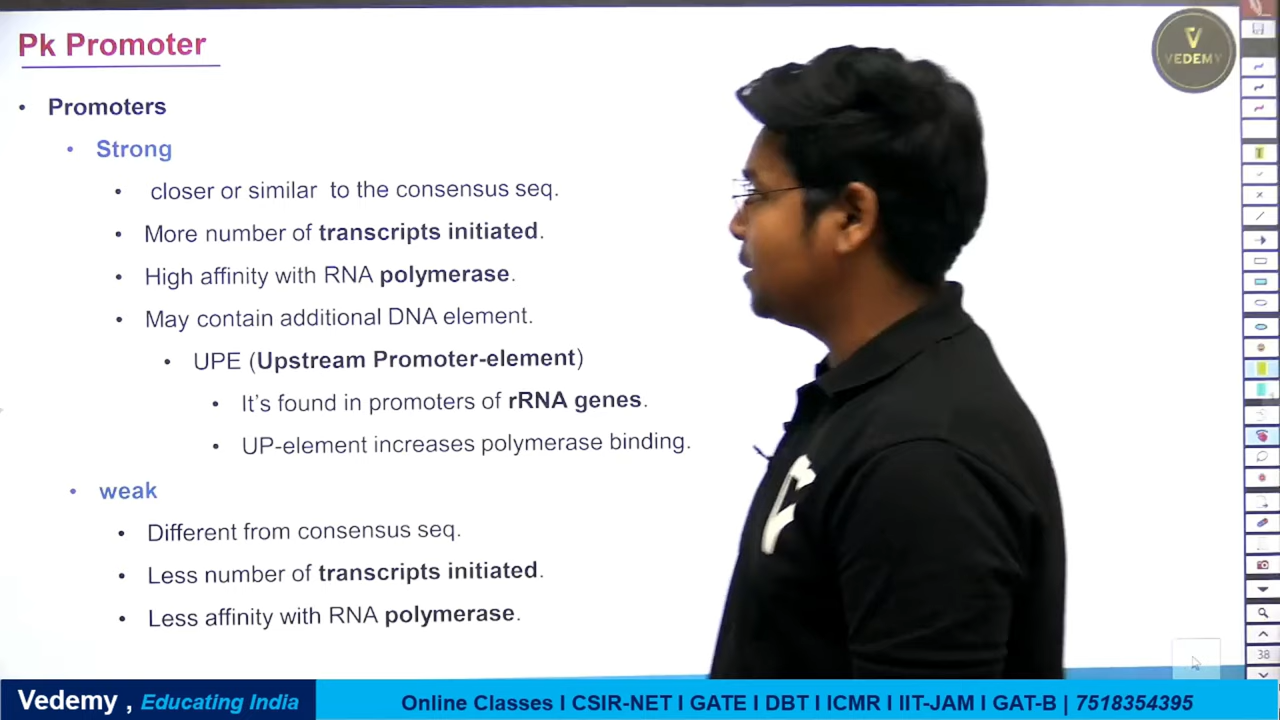 Pk Promoter
VEDEMY
• Promoters
• Strong
• closer or similar to the consensus seq.
• More number of transcripts initiated.
• High affinity with RNA polymerase.
• May contain additional DNA element.
• UPE (Upstream Promoter-element)
• It's found in promoters of rRNA genes.
• UP-element increases polymerase binding.
• weak
• Different from consensus seq.
• Less number of transcripts initiated.
• Less affinity with RNA polymerase.
38
Vedemy , Educating India
Online Classes I CSIR-NET I GATE I DBT I ICMR I IIT-JAM I GAT-B | 7518354395